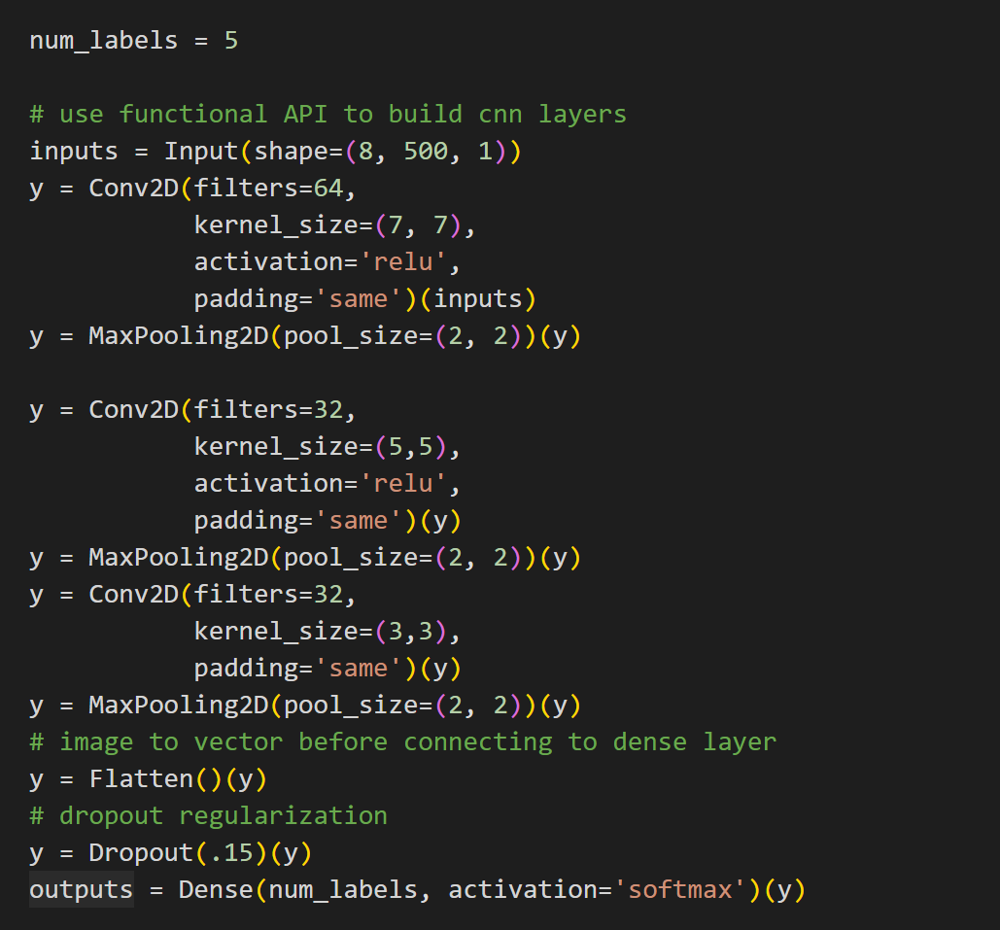 num_labels = 5
# use functional API to build cnn layers
inputs = Input(shape=(8, 500, 1))
y = Conv2D(filters=64,
           kernel_size=(7, 7),
           activation='relu',
           padding='same')(inputs)
y = MaxPooling2D(pool_size=(2, 2))(y)
y = Conv2D(filters=32,
           kernel_size=(5,5),
           activation='relu',
           padding='same')(y)
y = MaxPooling2D(pool_size=(2, 2))(y)
y = Conv2D(filters=32,
           kernel_size=(3,3),
           padding='same')(y)
y = MaxPooling2D(pool_size=(2, 2))(y)
# image to vector before connecting to dense layer
y = Flatten()(y)
# dropout regularization
y = Dropout(.15)(y)
outputs = Dense(num_labels, activation='softmax')(y)